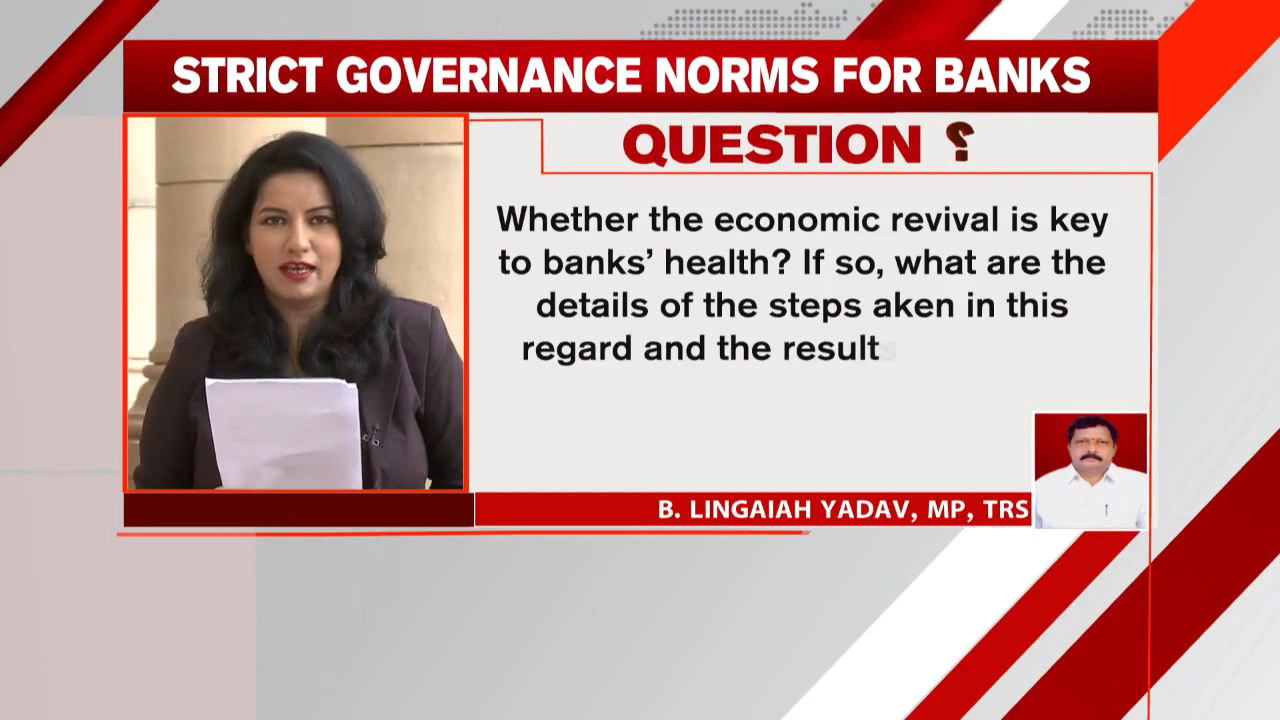 STRICT GOVERNANCE NORMS FOR BANKS
QUESTION ?
Whether the economic revival is key
to banks’ health? If so, what are the
details of the steps aken in this
regard and the results
B. LINGAIAH YADAV, MP, TRS